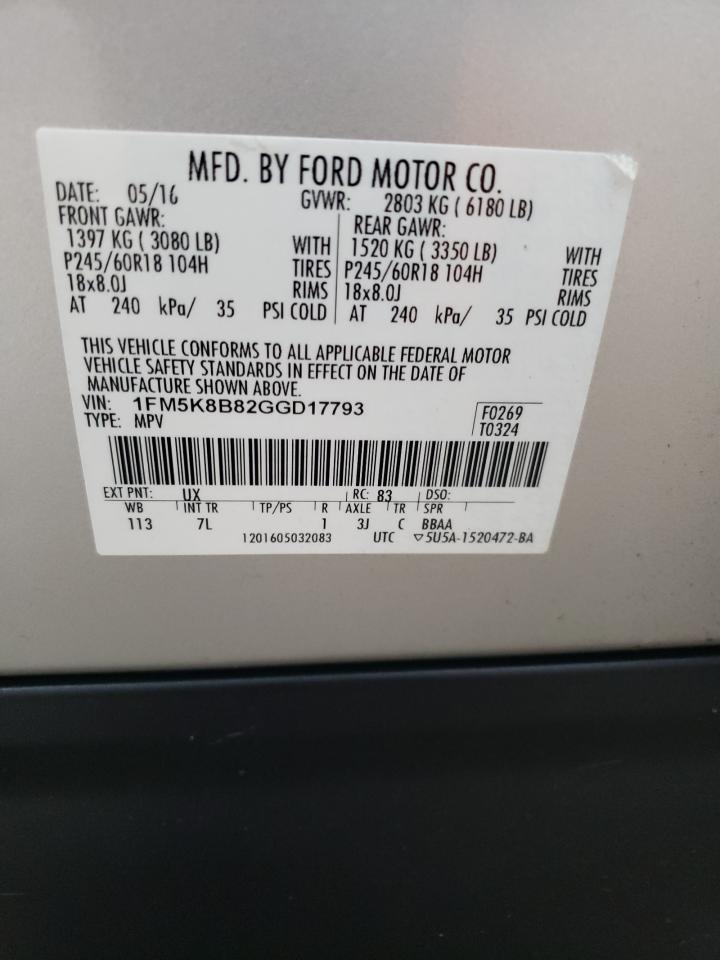 MFD. BY FORD MOTOR CO.
DATE: 05/16 GVWR: 2803 KG ( 6180 LB)
FRONT GAWR: REAR GAWR:
1397 KG ( 3080 LB) WITH 1520 KG ( 3350 LB) WITH
P245/60R18 104H TIRES P245/60R18 104H TIRES
18x8.0J RIMS 18x8.0J RIMS
AT 240 kPa/ 35 PSI COLD AT 240 kPa/ 35 PSI COLD
THIS VEHICLE CONFORMS TO ALL APPLICABLE FEDERAL MOTOR
VEHICLE SAFETY STANDARDS IN EFFECT ON THE DATE OF
MANUFACTURE SHOWN ABOVE.
VIN: 1FM5K8B82GGD17793 F0269
TYPE: MPV T0324
EXT PNT: UX RC: 83 DSO:
WB INT TR TP/PS R AXLE TR SPR
113 7L 1 3J C BBAA
1201605032083 UTC ▽5U5A-1520472-BA